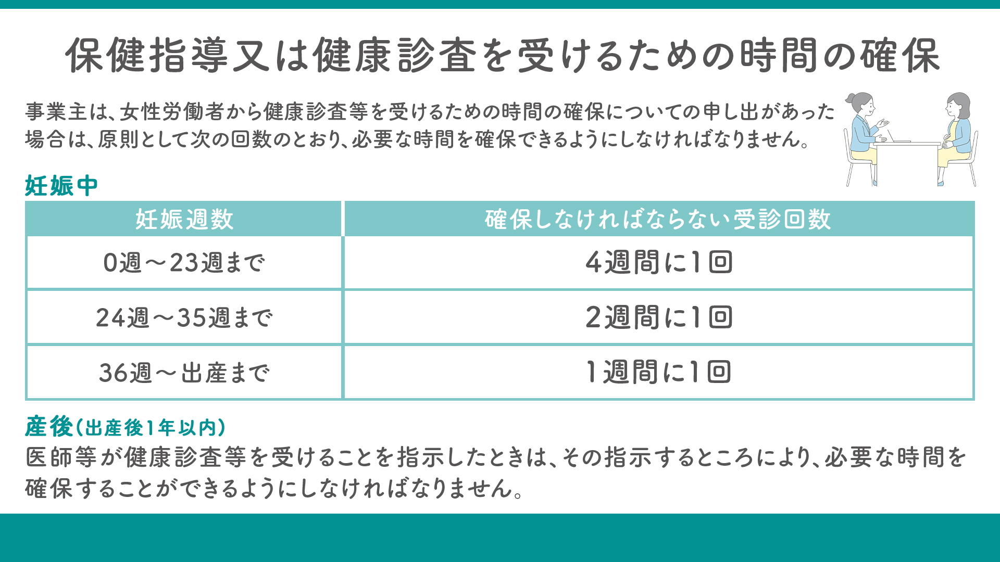 保健指導又は健康診査を受けるための時間の確保
事業主は、女性労働者から健康診査等を受けるための時間の確保についての申し出があった
場合は、原則として次の回数のとおり、必要な時間を確保できるようにしなければなりません。
妊娠中
妊娠週数 確保しなければならない受診回数
0週～23週まで 4週間に1回
24週～35週まで 2週間に1回
36週～出産まで 1週間に1回
産後(出産後1年以内)
医師等が健康診査等を受けることを指示したときは、その指示するところにより、必要な時間を
確保することができるようにしなければなりません。